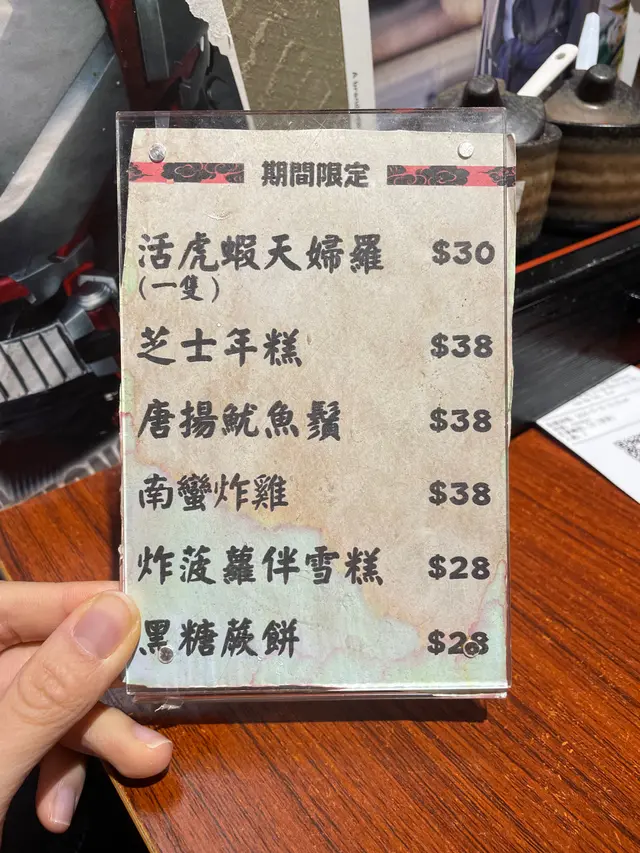 期間限定
活虎蝦天婦羅 $30
(一隻)
芝士年糕 $38
唐揚魷魚鬚 $38
南蠻炸雞 $38
炸菠蘿伴雪糕 $28
黑糖蕨餅 $28